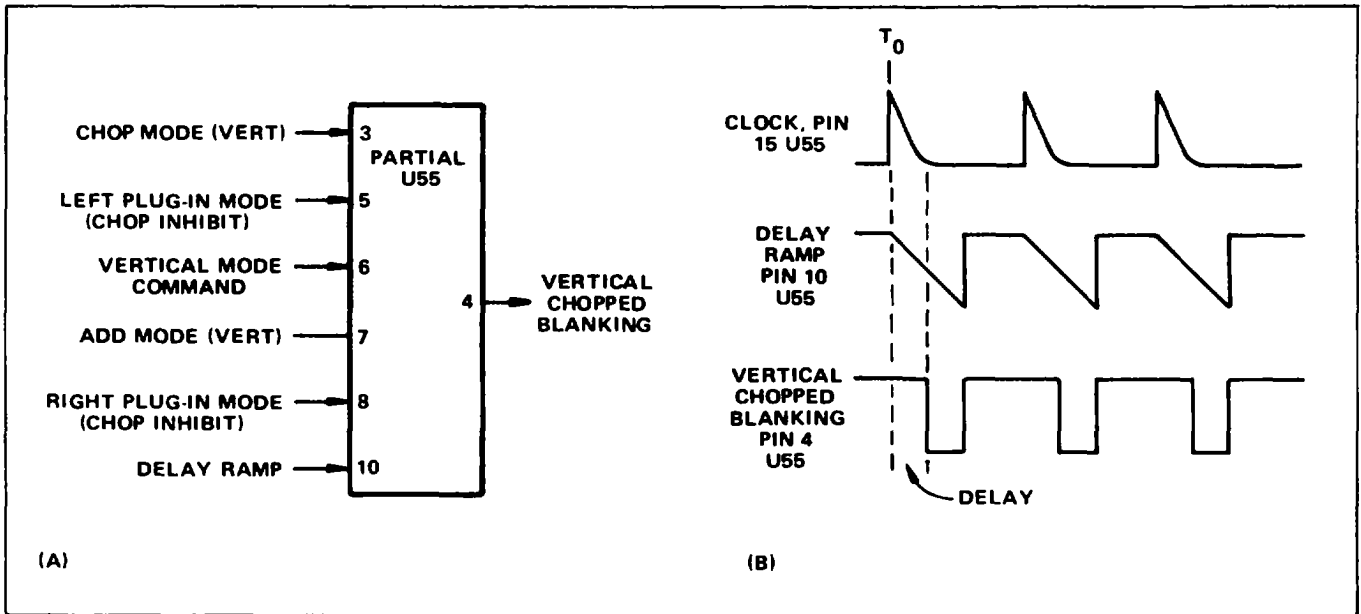 CHOP MODE (VERT)
3
PARTIAL
U55
LEFT PLUG-IN MODE
(CHOP INHIBIT)
5
VERTICAL MODE
COMMAND
6
4
VERTICAL
CHOPPED
BLANKING
ADD MODE (VERT)
7
RIGHT PLUG-IN MODE
(CHOP INHIBIT)
8
DELAY RAMP
10
(A)
T0
CLOCK, PIN
15 U55
DELAY
RAMP
PIN 10
U55
VERTICAL
CHOPPED
BLANKING
PIN 4
U55
DELAY
(B)